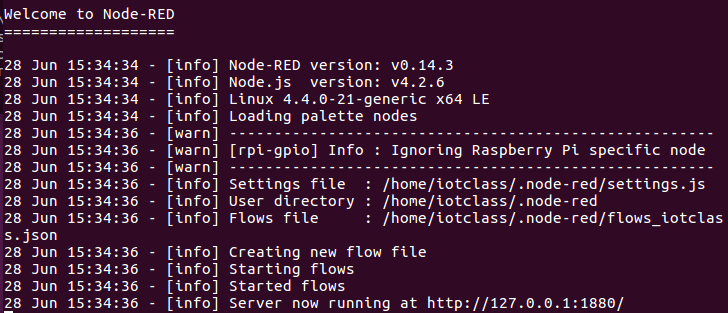 Welcome to Node-RED
===================
28 Jun 15:34:34 - [info] Node-RED version: v0.14.3
28 Jun 15:34:34 - [info] Node.js  version: v4.2.6
28 Jun 15:34:34 - [info] Linux 4.4.0-21-generic x64 LE
28 Jun 15:34:34 - [info] Loading palette nodes
28 Jun 15:34:36 - [warn] ------------------------------------------------------
28 Jun 15:34:36 - [warn] [rpi-gpio] Info : Ignoring Raspberry Pi specific node
28 Jun 15:34:36 - [warn] ------------------------------------------------------
28 Jun 15:34:36 - [info] Settings file  : /home/iotclass/.node-red/settings.js
28 Jun 15:34:36 - [info] User directory : /home/iotclass/.node-red
28 Jun 15:34:36 - [info] Flows file     : /home/iotclass/.node-red/flows_iotclas
s.json
28 Jun 15:34:36 - [info] Creating new flow file
28 Jun 15:34:36 - [info] Starting flows
28 Jun 15:34:36 - [info] Started flows
28 Jun 15:34:36 - [info] Server now running at http://127.0.0.1:1880/